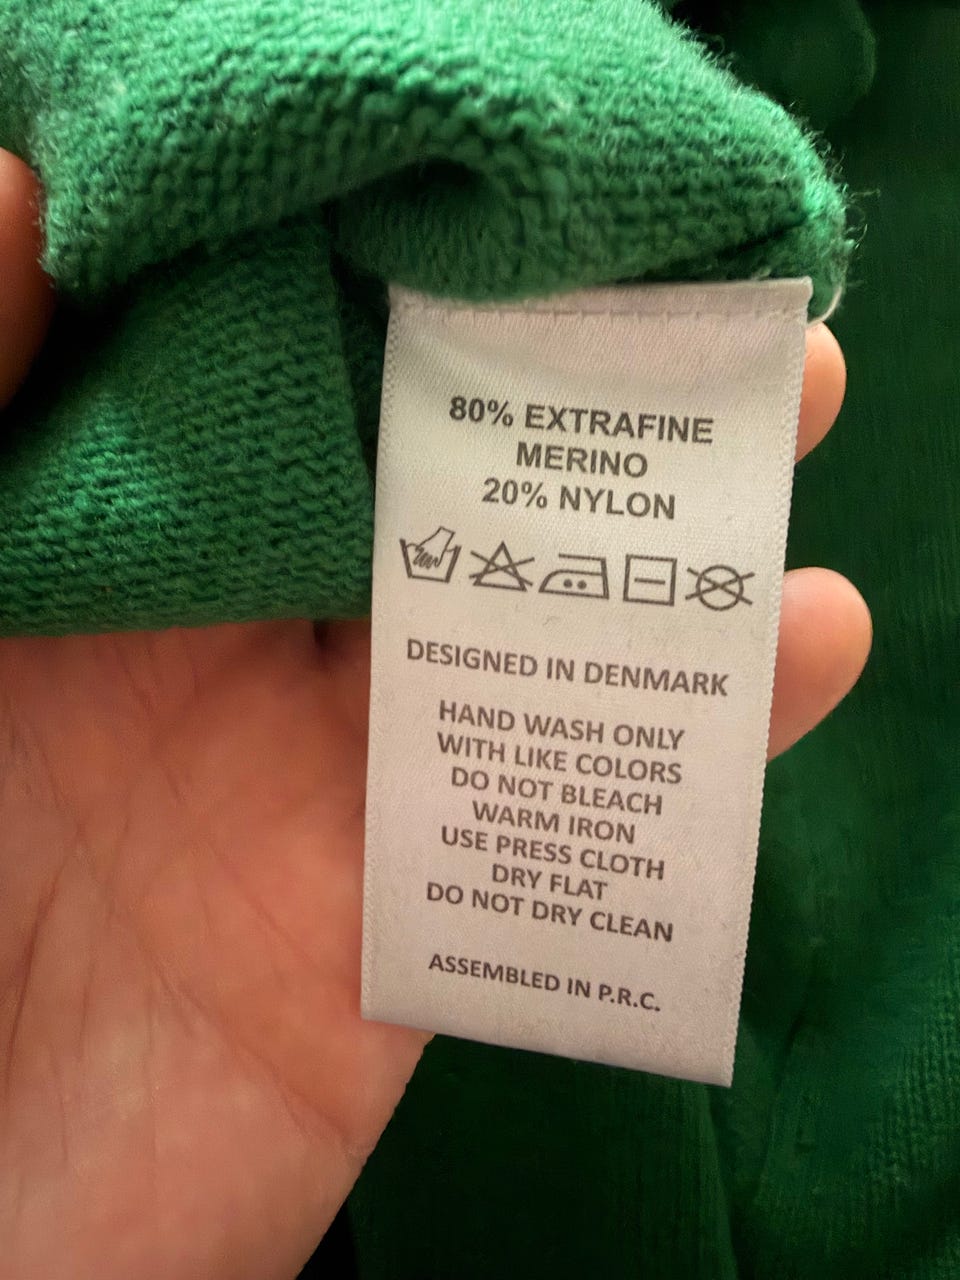 80% EXTRAFINE
MERINO
20% NYLON
DESIGNED IN DENMARK
HAND WASH ONLY
WITH LIKE COLORS
DO NOT BLEACH
WARM IRON
USE PRESS CLOTH
DRY FLAT
DO NOT DRY CLEAN
ASSEMBLED IN P.R.C.